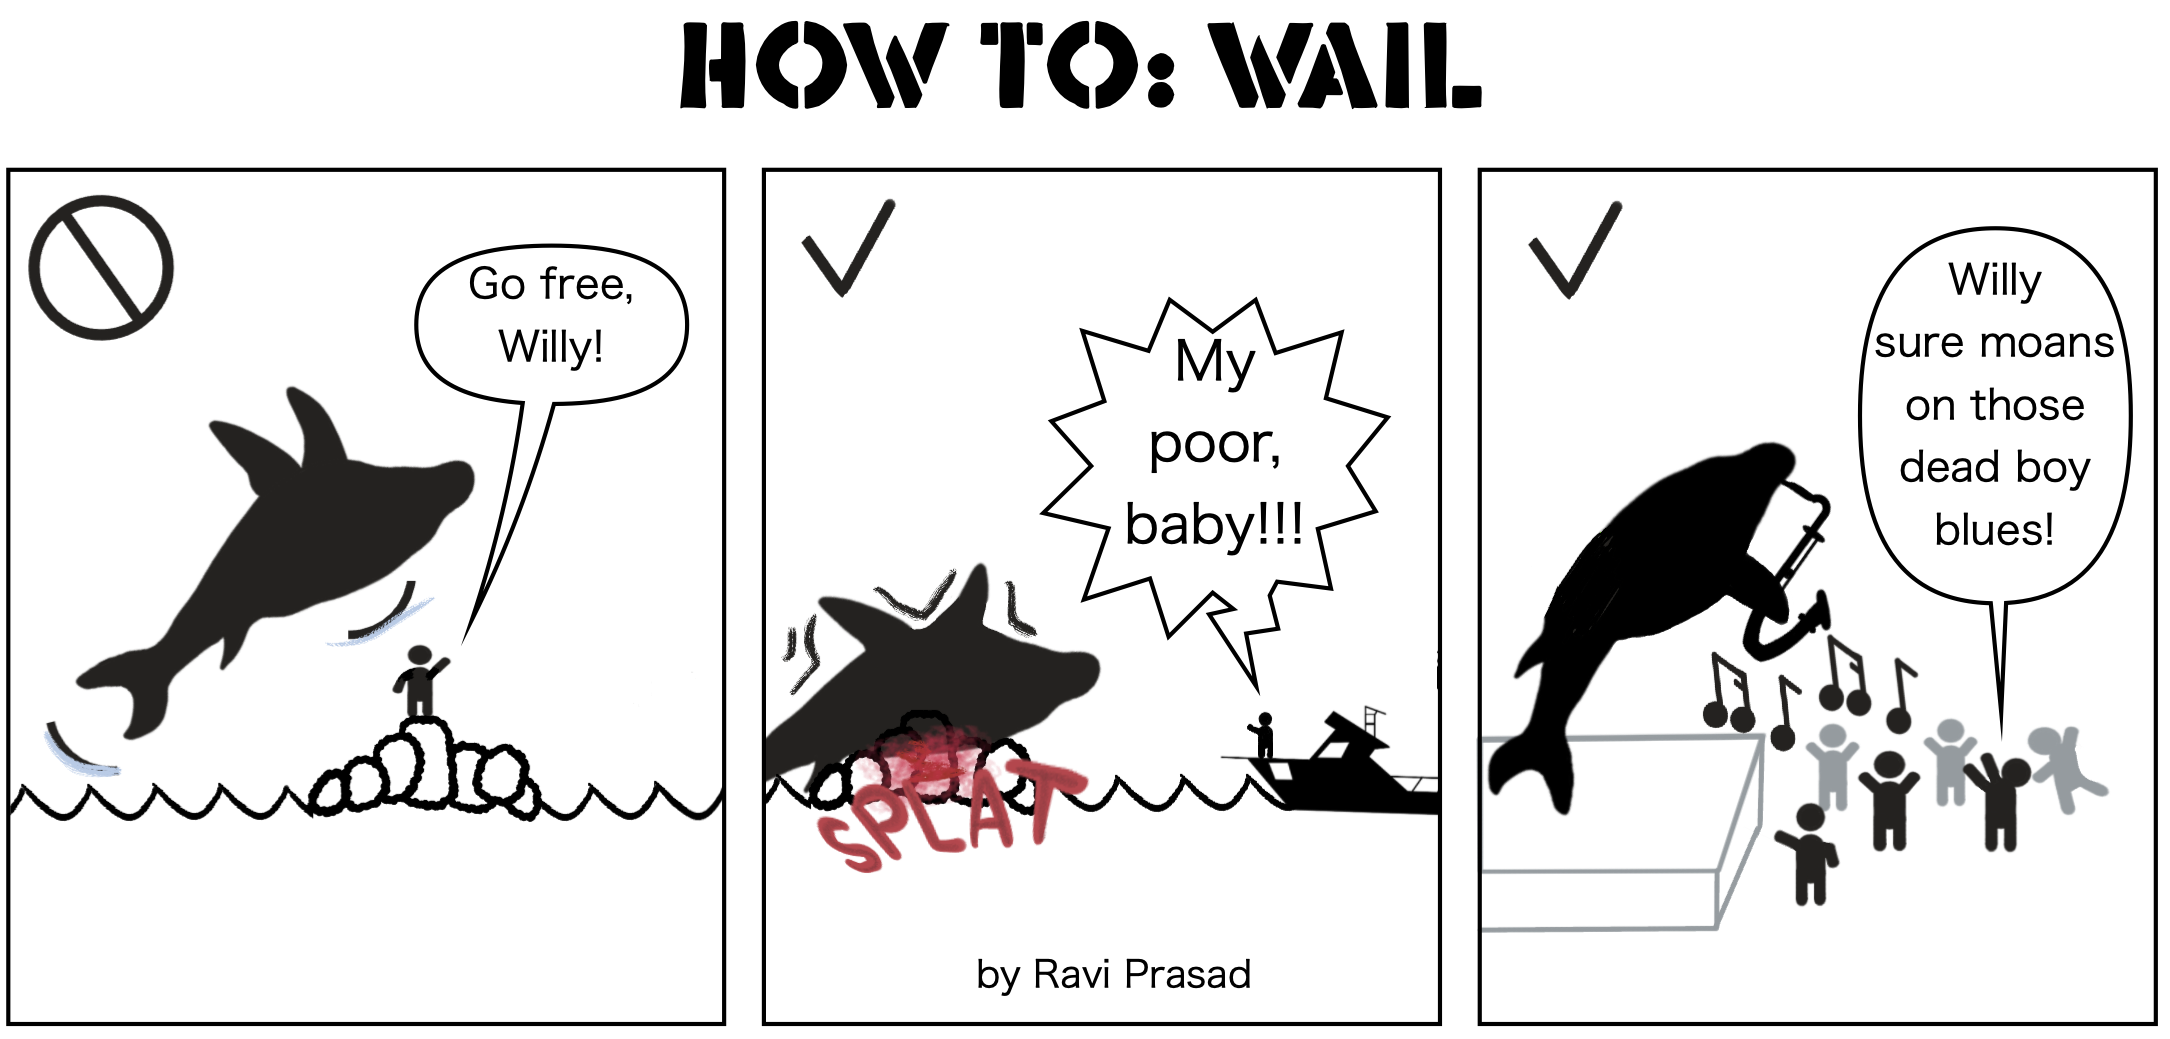 HOW TO: WAIL
Go free,
Willy!
My
poor,
baby!!!
SPLAT
by Ravi Prasad
Willy
sure moans
on those
dead boy
blues!